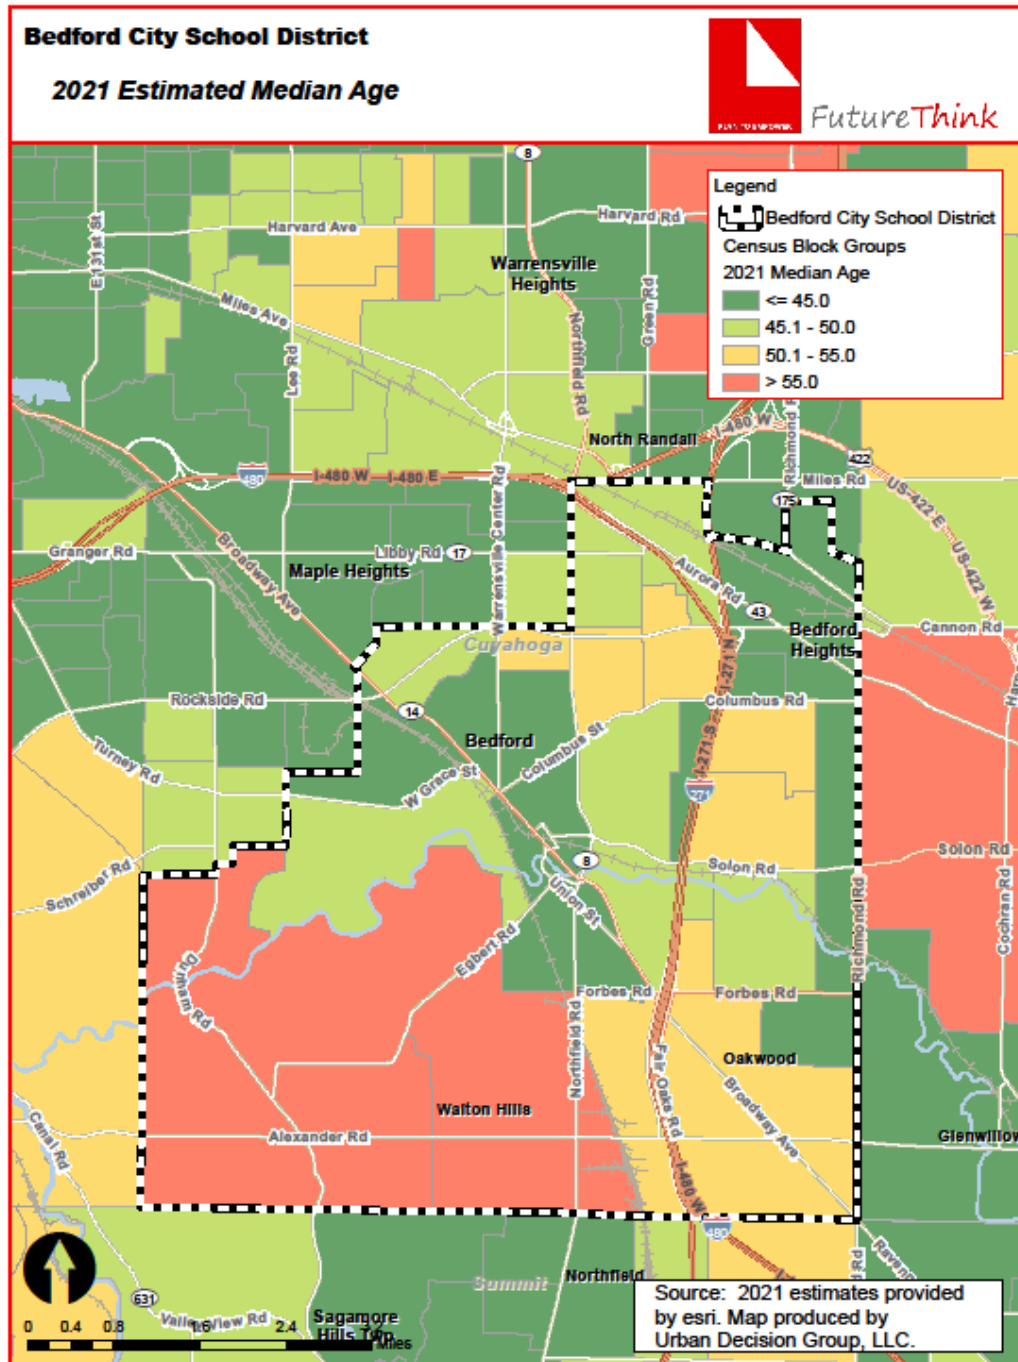 Bedford City School District
2021 Estimated Median Age
PLAN TO EMPOWER
FutureThink
Legend
Bedford City School District
Census Block Groups
2021 Median Age
<= 45.0
45.1 - 50.0
50.1 - 55.0
> 55.0
8
Harvard Rd
Harvard Ave
E 131st St
Warrensville
Heights
Miles Ave
Green Rd
Northfield Rd
Lee Rd
North Randall
I-480 W
Richmond R
422
I-480 W
I-480 E
480
Miles Rd
175
US-422 E
US-422 W
Warrensville Center Rd
Granger Rd
Broadway Ave
Libby Rd
17
Maple Heights
Aurora Rd
43
Bedford
Heights
Cannon Rd
Cuyahoga
I-271 N
Rockside Rd
14
Columbus Rd
Bedford
Columbus St
I-271 S
Turney Rd
W Grace St
271
Schreiber Rd
8
Solon Rd
Solon Rd
Union St
Cochran Rd
Richmond Rd
Egbert Rd
Dunham Rd
Forbes Rd
Forbes Rd
Northfield Rd
Oakwood
Fair Oaks Rd
Broadway Ave
Walton Hills
Alexander Rd
Canal Rd
Glenwillow
I-480 W
480
Northfield
Summit
631
Valley View Rd
Sagamore
Hills Twp
0 0.4 0.8 1.6 2.4
Miles
Source: 2021 estimates provided
by esri. Map produced by
Urban Decision Group, LLC.